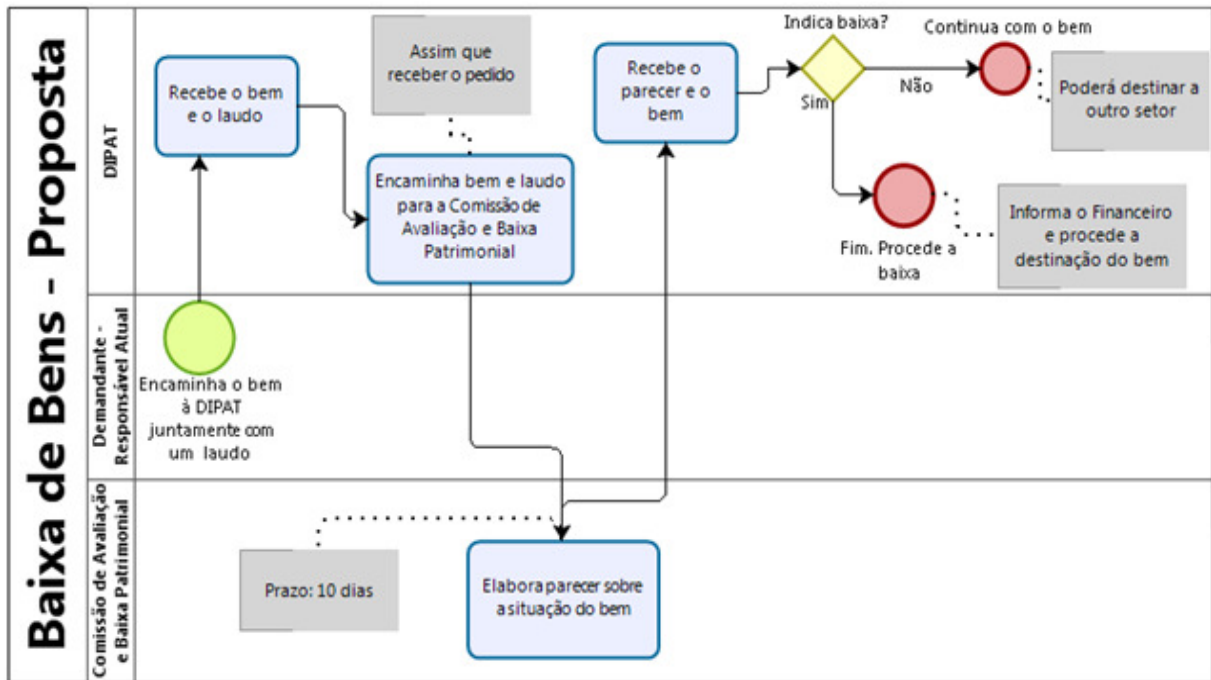 Baixa de Bens – Proposta
DIPAT
Recebe o bem
e o laudo
Assim que
receber o pedido
Encaminha bem e laudo
para a Comissão de
Avaliação e Baixa
Patrimonial
Recebe o
parecer e o
bem
Indica baixa?
Sim
Não
Continua com o bem
Poderá destinar a
outro setor
Fim. Procede a
baixa
Informa o Financeiro
e procede a
destinação do bem
Demandante -
Responsável Atual
Encaminha o bem
à DIPAT
juntamente com
um laudo
Comissão de Avaliação
e Baixa Patrimonial
Prazo: 10 dias
Elabora parecer sobre
a situação do bem